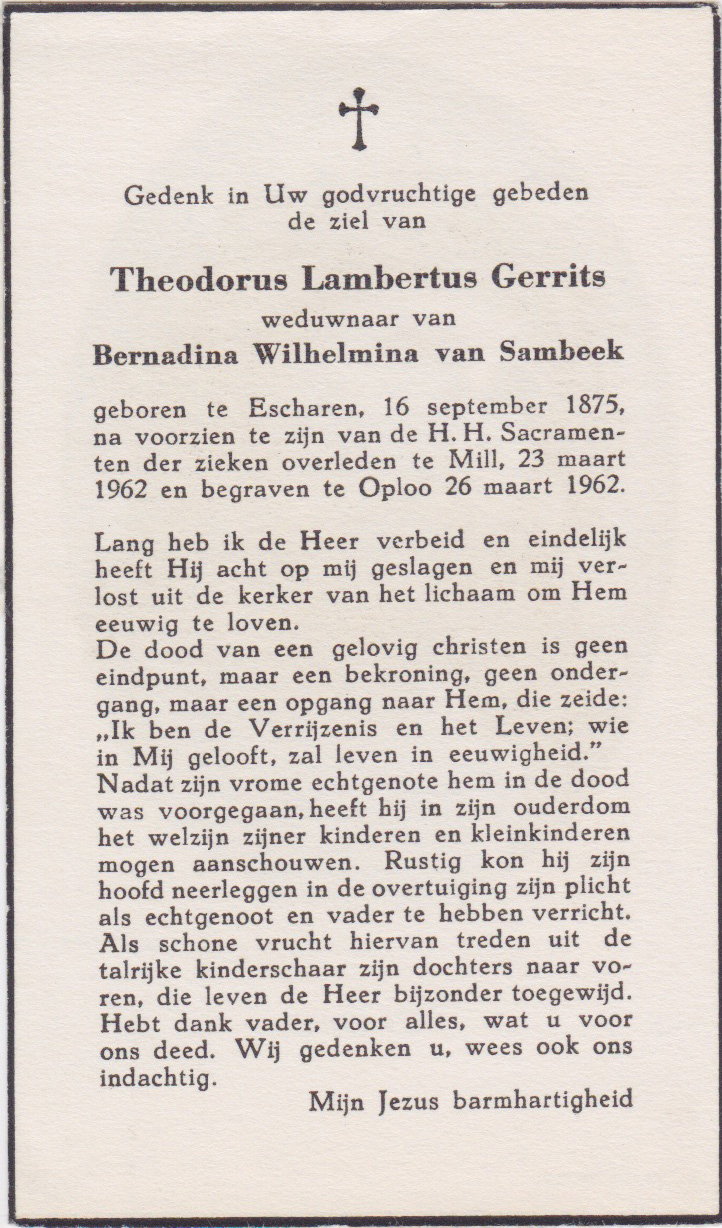 Gedenk in Uw godvruchtige gebeden
de ziel van
Theodorus Lambertus Gerrits
weduwnaar van
Bernadina Wilhelmina van Sambeek
geboren te Escharen, 16 september 1875,
na voorzien te zijn van de H. H. Sacramen-
ten der zieken overleden te Mill, 23 maart
1962 en begraven te Oploo 26 maart 1962.
Lang heb ik de Heer verbeid en eindelijk
heeft Hij acht op mij geslagen en mij ver-
lost uit de kerker van het lichaam om Hem
eeuwig te loven.
De dood van een gelovig christen is geen
eindpunt, maar een bekroning, geen onder-
gang, maar een opgang naar Hem, die zeide:
„Ik ben de Verrijzenis en het Leven; wie
in Mij gelooft, zal leven in eeuwigheid.”
Nadat zijn vrome echtgenote hem in de dood
was voorgegaan, heeft hij in zijn ouderdom
het welzijn zijner kinderen en kleinkinderen
mogen aanschouwen. Rustig kon hij zijn
hoofd neerleggen in de overtuiging zijn plicht
als echtgenoot en vader te hebben verricht.
Als schone vrucht hiervan treden uit de
talrijke kinderschaar zijn dochters naar vo-
ren, die leven de Heer bijzonder toegewijd.
Hebt dank vader, voor alles, wat u voor
ons deed. Wij gedenken u, wees ook ons
indachtig.
Mijn Jezus barmhartigheid